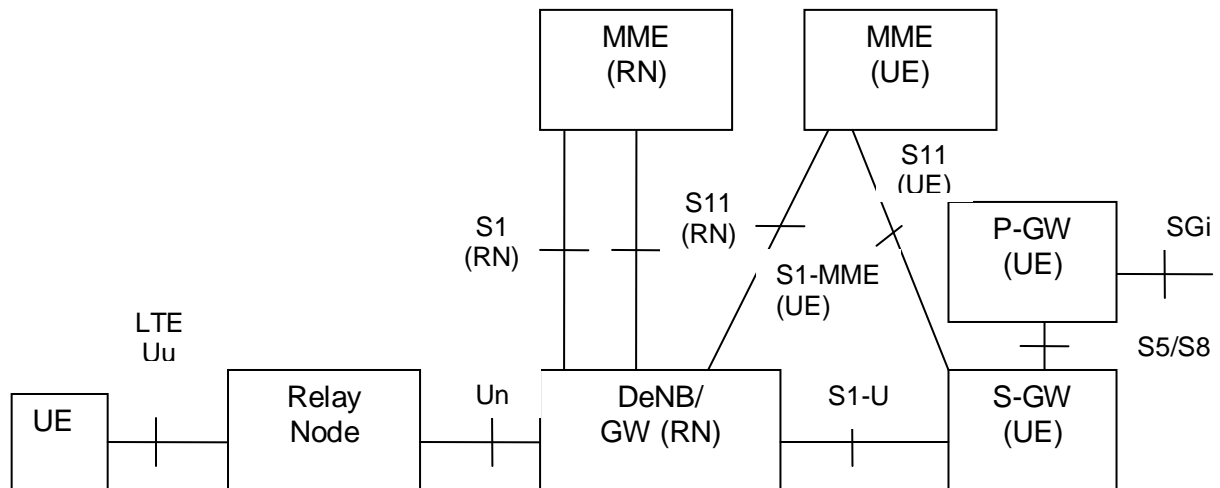 MME
(RN)
MME
(UE)
S11
(UE)
S1
(RN)
S11
(RN)
P-GW
(UE)
SGi
S1-MME
(UE)
LTE
Uu
S5/S8
UE
Relay
Node
Un
DeNB/
GW (RN)
S1-U
S-GW
(UE)